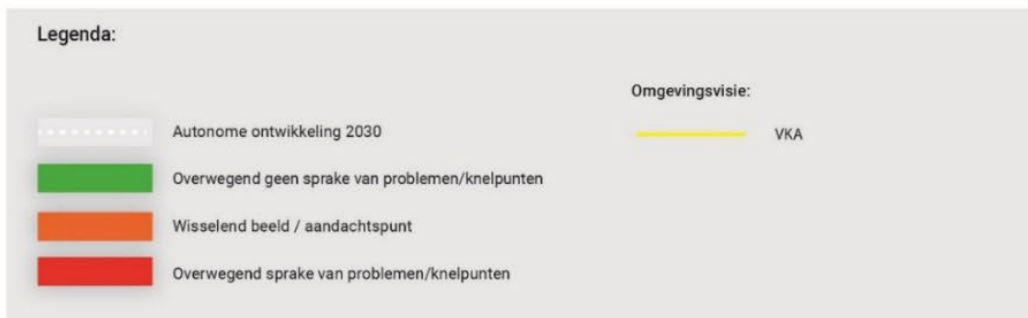 Legenda:
Omgevingsvisie:
Autonome ontwikkeling 2030
VKA
Overwegend geen sprake van problemen/knelpunten
Wisselend beeld / aandachtspunt
Overwegend sprake van problemen/knelpunten